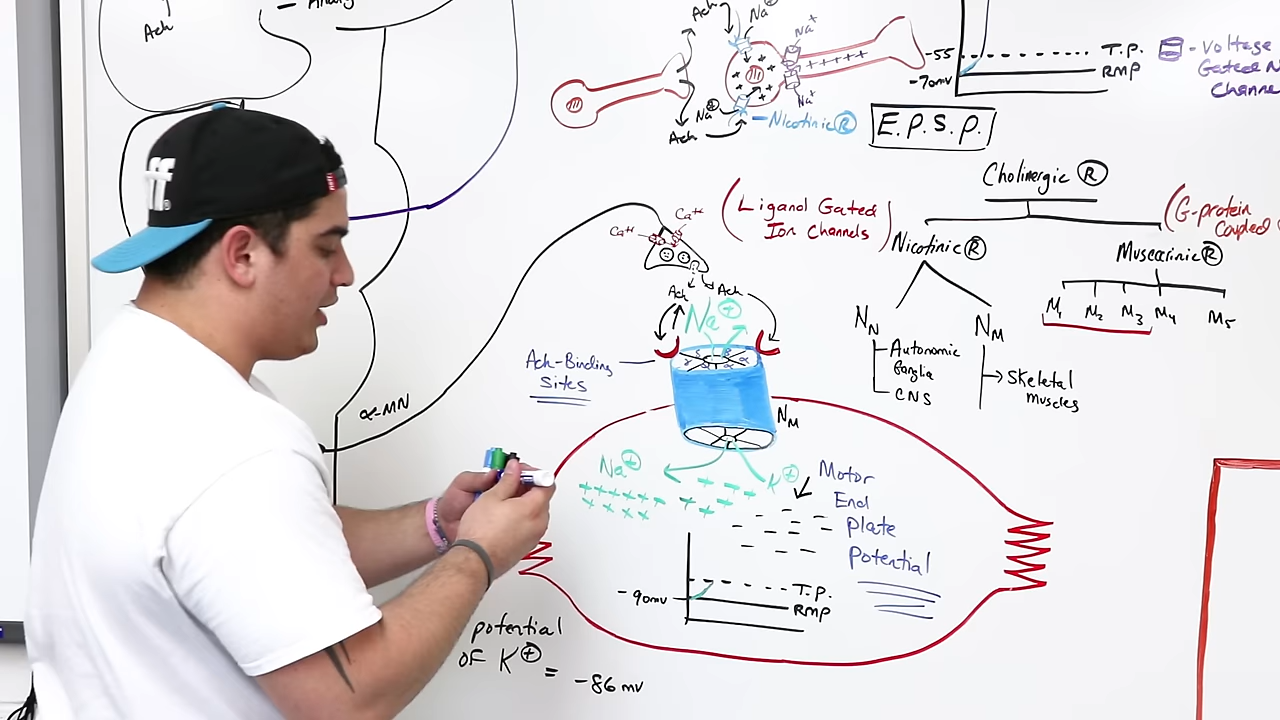 Ach
Ach
Na+
Na+
Na+
Na+
Ach
Nicotinic R
-55
T.P.
-70mv
RMP
- Voltage
Gated N
Channe
E.P.S.P.
Cholinergic R
(Ligand Gated
Ion Channels)
(G-protein
Coupled
Nicotinic R
Muscarinic R
NN
NM
M1 M2 M3 M4 M5
Autonomic
Ganglia
CNS
Skeletal
Muscles
Ca++
Ca++
Ach
Ach
Na+
Ach-Binding
Sites
α-MN
NM
Na+
K+
Motor
End
Plate
Potential
T.P.
-90mv
RMP
potential
OF K+ = -86 mv
ff